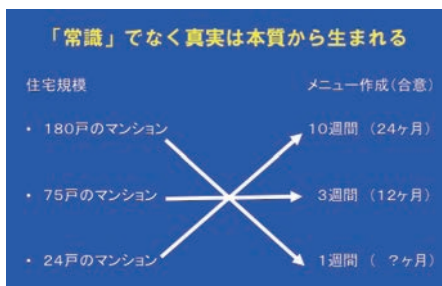 「常識」でなく真実は本質から生まれる
住宅規模 メニュー作成(合意)
• 180戸のマンション 10週間 (24ヶ月)
• 75戸のマンション 3週間 (12ヶ月)
• 24戸のマンション 1週間 ( ?ヶ月)